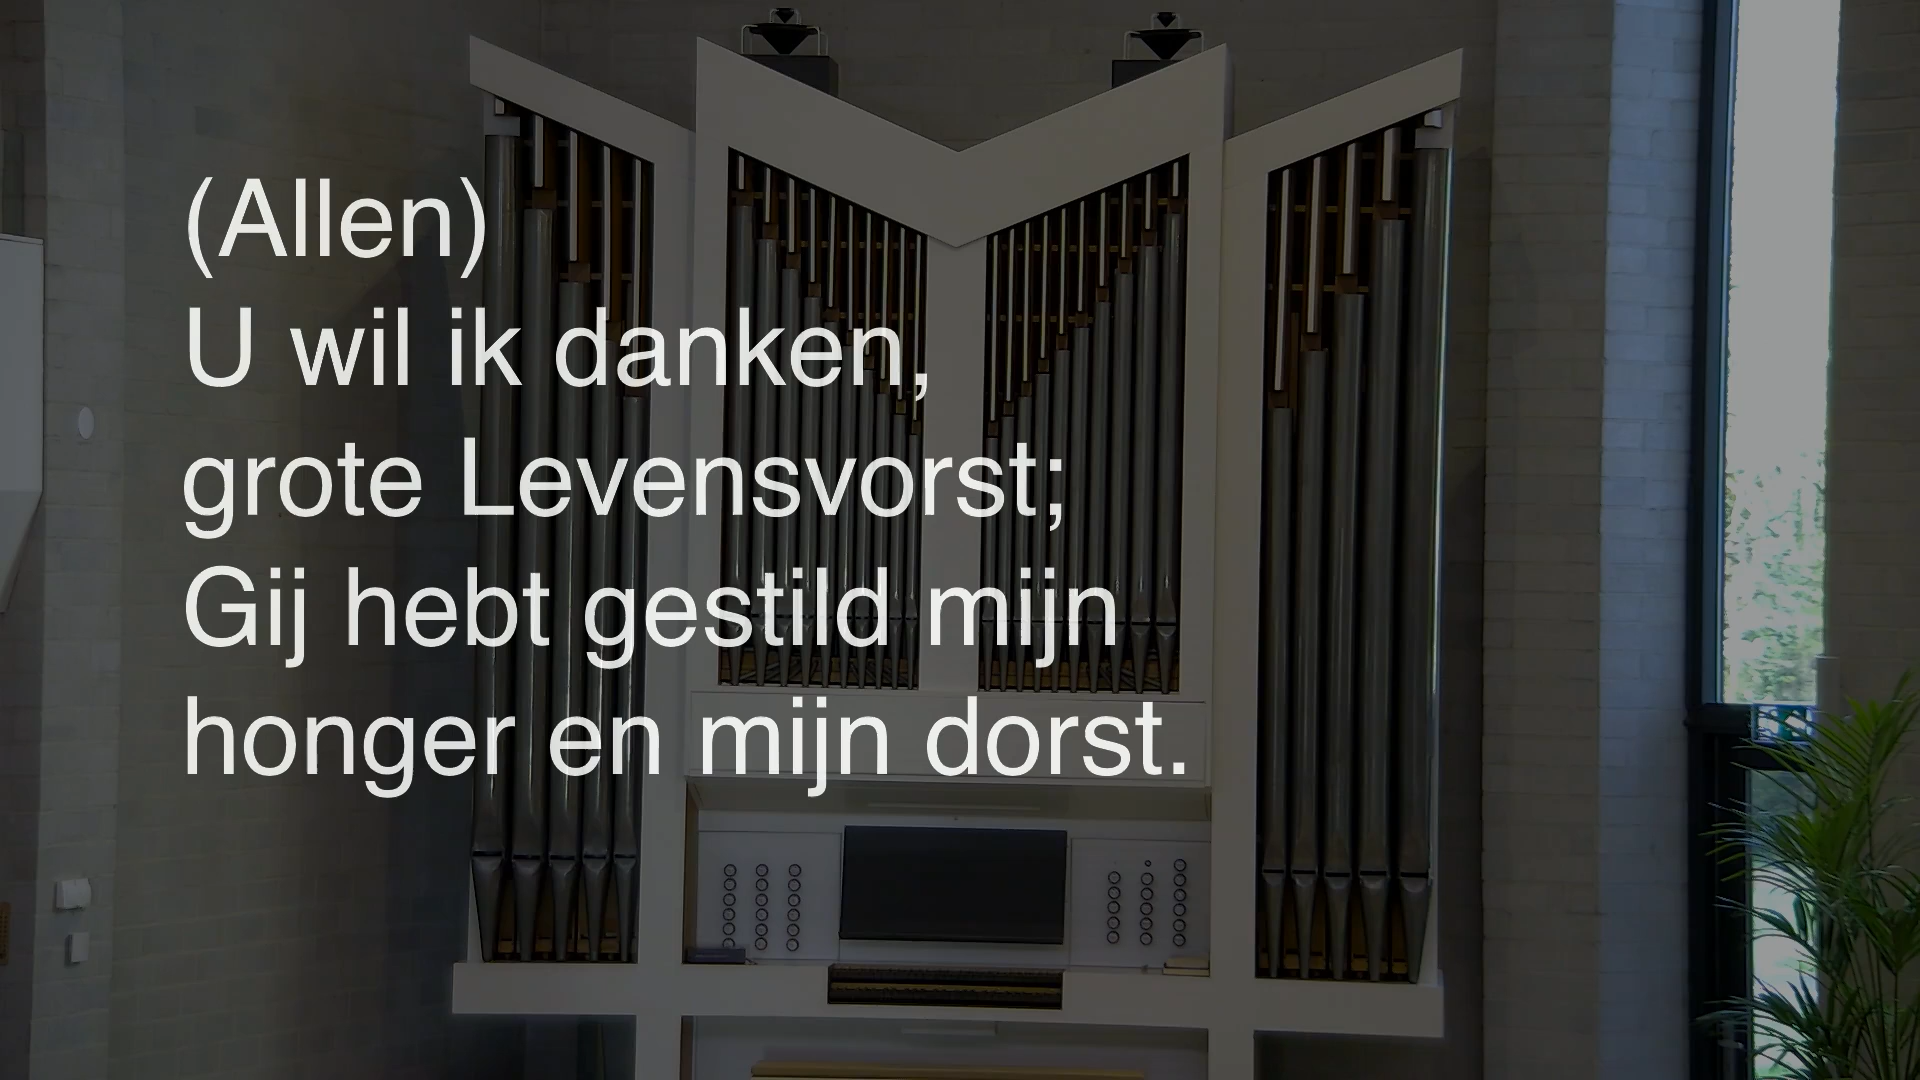 (Allen)
U wil ik danken,
grote Levensvorst;
Gij hebt gestild mijn
honger en mijn dorst.